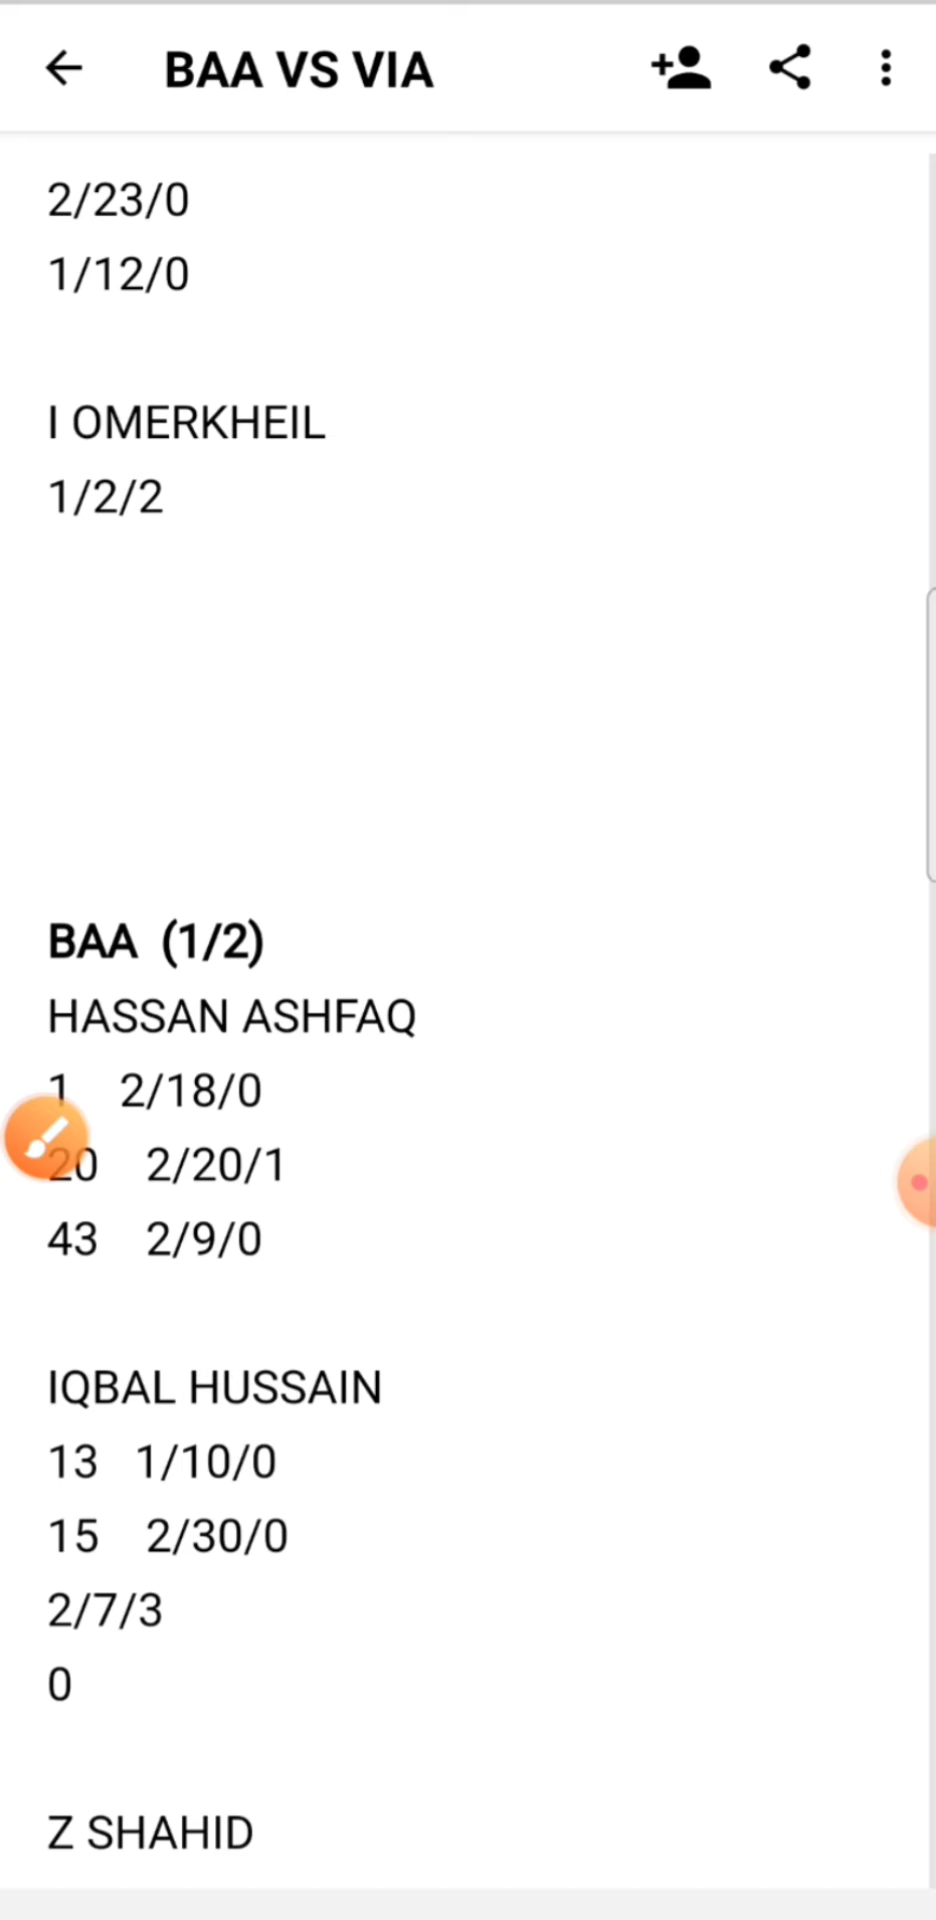 BAA VS VIA
2/23/0
1/12/0
I OMERKHEIL
1/2/2
BAA (1/2)
HASSAN ASHFAQ
1 2/18/0
20 2/20/1
43 2/9/0
IQBAL HUSSAIN
13 1/10/0
15 2/30/0
2/7/3
0
Z SHAHID